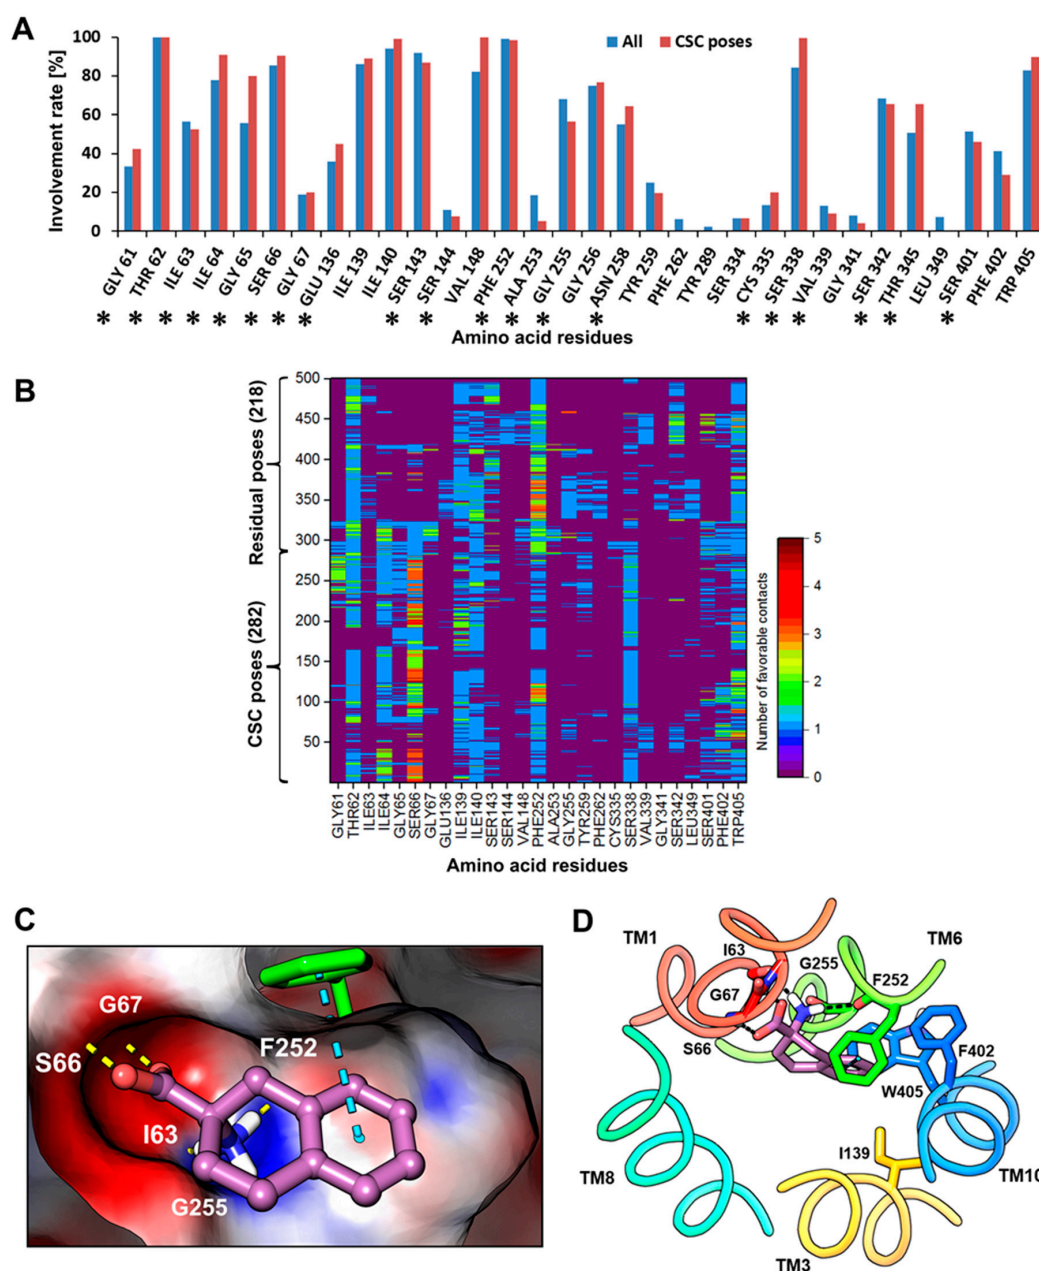 A
Involvement rate [%]
100
80
60
40
20
0
All
CSC poses
GLY 61
THR 62
ILE 63
ILE 64
GLY 65
SER 66
GLY 67
GLU 136
ILE 139
ILE 140
SER 143
SER 144
VAL 148
PHE 252
ALA 253
GLY 255
GLY 256
ASN 258
TYR 259
PHE 262
TYR 289
SER 334
CYS 335
SER 338
VAL 339
GLY 341
SER 342
THR 345
LEU 349
SER 401
PHE 402
TRP 405
* * * * * * * * * * * * * * * * * * * *
Amino acid residues
B
CSC poses (282)
Residual poses (218)
500
450
400
350
300
250
200
150
100
50
GLY61
THR62
ILE63
ILE64
GLY65
SER66
GLY67
GLU136
ILE139
ILE140
SER143
SER144
VAL148
PHE252
ALA253
GLY255
TYR259
PHE262
CYS335
SER338
VAL339
GLY341
SER342
LEU349
SER401
PHE402
TRP405
Amino acid residues
Number of favorable contacts
5
4
3
2
1
0
C
G67
S66
F252
I63
G255
D
TM1
I63
TM6
G255
G67
F252
S66
F402
W405
I139
TM8
TM10
TM3